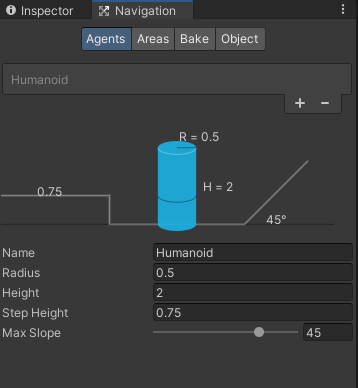 Inspector Navigation
Agents Areas Bake Object
Humanoid
+ −
R = 0.5
0.75
H = 2
45°
Name Humanoid
Radius 0.5
Height 2
Step Height 0.75
Max Slope 45